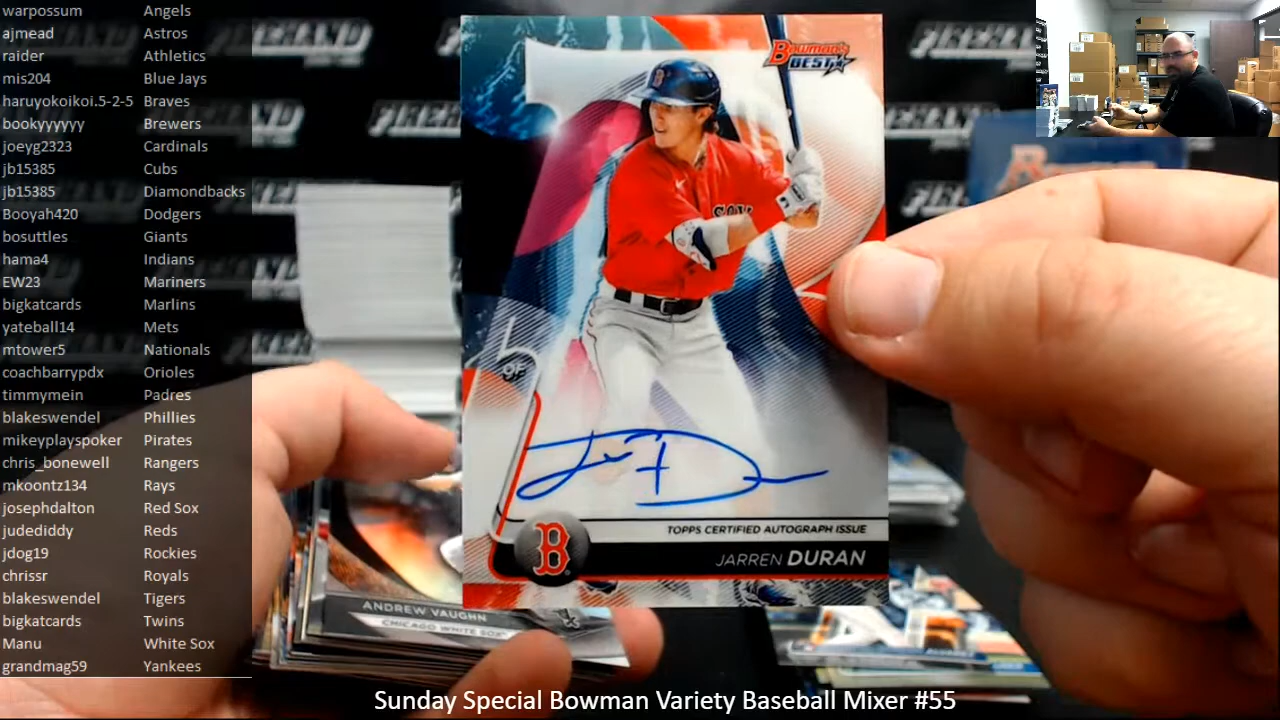 warpossum Angels
ajmead Astros
raider Athletics
mis204 Blue Jays
haruyokoikoi.5-2-5 Braves
bookyyyyyy Brewers
joeyg2323 Cardinals
jb15385 Cubs
jb15385 Diamondbacks
Booyah420 Dodgers
bosuttles Giants
hama4 Indians
EW23 Mariners
bigkatcards Marlins
yateball14 Mets
mtower5 Nationals
coachbarrypdx Orioles
timmymein Padres
blakeswendel Phillies
mikeyplayspoker Pirates
chris_bonewell Rangers
mkoontz134 Rays
josephdalton Red Sox
judediddy Reds
jdog19 Rockies
chrissr Royals
blakeswendel Tigers
bigkatcards Twins
Manu White Sox
grandmag59 Yankees
FIREHAND
Bowman's
BEST
B
SOX
OF
TOPPS CERTIFIED AUTOGRAPH ISSUE
B
JARREN DURAN
ANDREW VAUGHN
CHICAGO WHITE SOX
Sunday Special Bowman Variety Baseball Mixer #55